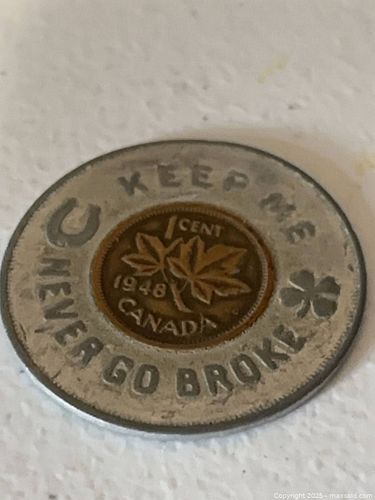 KEEP ME
NEVER GO BROKE
1 CENT
1948
CANADA
Copyright 2025 - maxsold.com